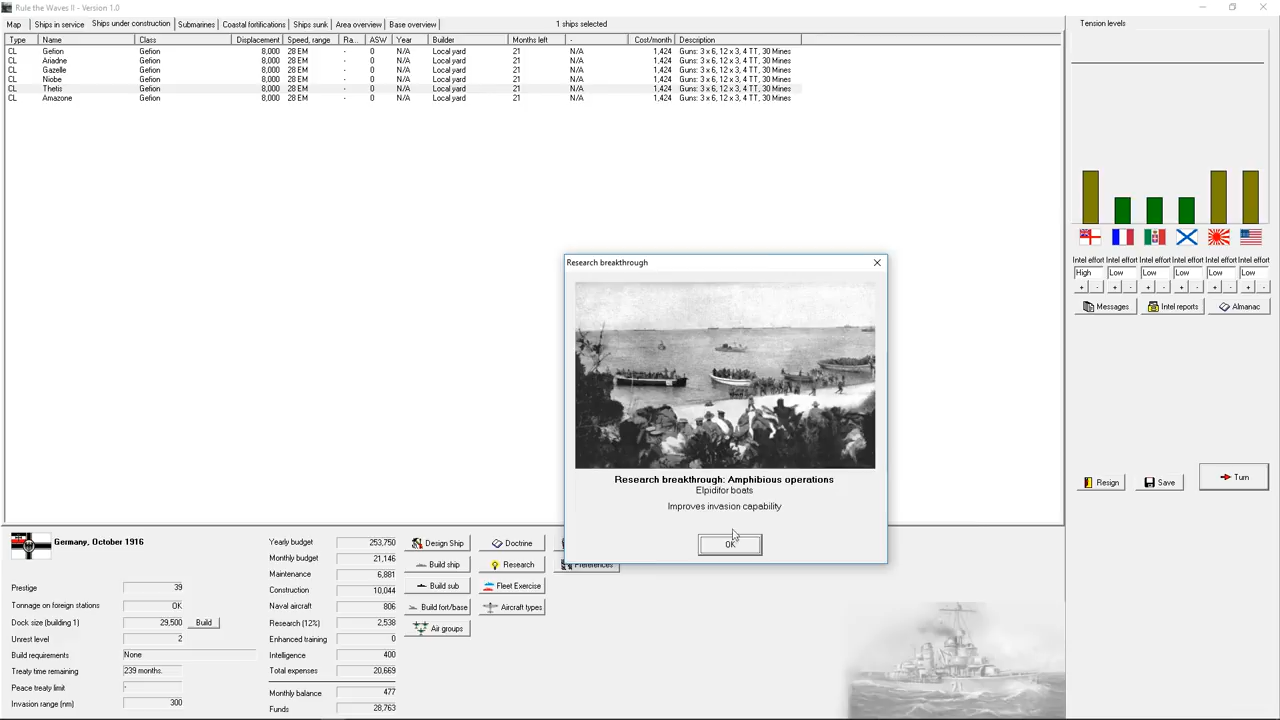 Rule the Waves II - Version 1.0
Map Ships in service Ships under construction Submarines Coastal fortifications Ships sunk Area overview Base overview 1 ships selected
Type Name Class Displacement Speed, range Ra... ASW Year Builder Months left - Cost/month Description
CL Gefion Gefion 8,000 28 EM - 0 N/A Local yard 21 N/A 1,424 Guns: 3 x 6, 12 x 3, 4 TT, 30 Mines
CL Ariadne Gefion 8,000 28 EM - 0 N/A Local yard 21 N/A 1,424 Guns: 3 x 6, 12 x 3, 4 TT, 30 Mines
CL Gazelle Gefion 8,000 28 EM - 0 N/A Local yard 21 N/A 1,424 Guns: 3 x 6, 12 x 3, 4 TT, 30 Mines
CL Niobe Gefion 8,000 28 EM - 0 N/A Local yard 21 N/A 1,424 Guns: 3 x 6, 12 x 3, 4 TT, 30 Mines
CL Thetis Gefion 8,000 28 EM - 0 N/A Local yard 21 N/A 1,424 Guns: 3 x 6, 12 x 3, 4 TT, 30 Mines
CL Amazone Gefion 8,000 28 EM - 0 N/A Local yard 21 N/A 1,424 Guns: 3 x 6, 12 x 3, 4 TT, 30 Mines
Tension levels
Intel effort Intel effort Intel effort Intel effort Intel effort Intel effort
High Low Low Low Low Low
+ - + - + - + - + - + -
Messages Intel reports Almanac
Resign Save Turn
Research breakthrough
Research breakthrough: Amphibious operations
Elpidifor boats
Improves invasion capability
OK
Germany, October 1916
Prestige 39
Tonnage on foreign stations OK
Dock size (building 1) 29,500 Build
Unrest level 2
Build requirements None
Treaty time remaining 239 months.
Peace treaty limit -
Invasion range (nm) 300
Yearly budget 253,750
Monthly budget 21,146
Maintenance 6,881
Construction 10,044
Naval aircraft 806
Research (12%) 2,538
Enhanced training 0
Intelligence 400
Total expenses 20,669
Monthly balance 477
Funds 28,763
Design Ship Doctrine
Build ship Research Preferences
Build sub Fleet Exercise
Build fort/base Aircraft types
Air groups